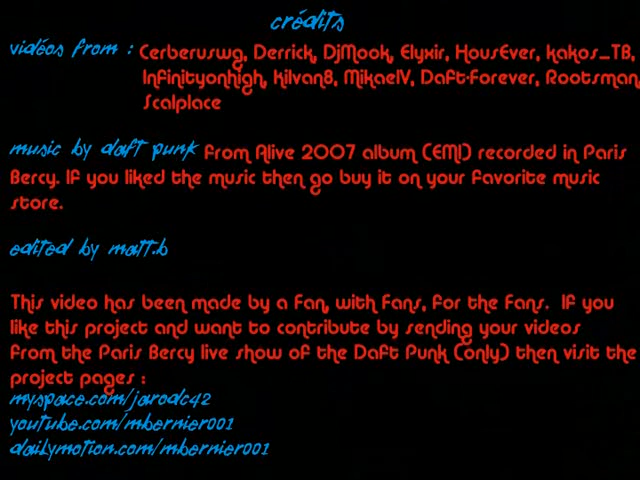 crédits
vidéos from : Cerberuswg, Derrick, DjMook, Elyxir, HousEver, kakos_TB,
Infinityonhigh, Kilvan8, MikaelV, Daft-Forever, Rootsman,
Scalplace
music by daft punk from Alive 2007 album (EMI) recorded in Paris
Bercy. If you liked the music then go buy it on your favorite music
store.
edited by matt.b
This video has been made by a fan, with fans, for the fans. If you
like this project and want to contribute by sending your videos
from the Paris Bercy live show of the Daft Punk (only) then visit the
project pages :
myspace.com/jarodc42
youtube.com/mbernier001
dailymotion.com/mbernier001